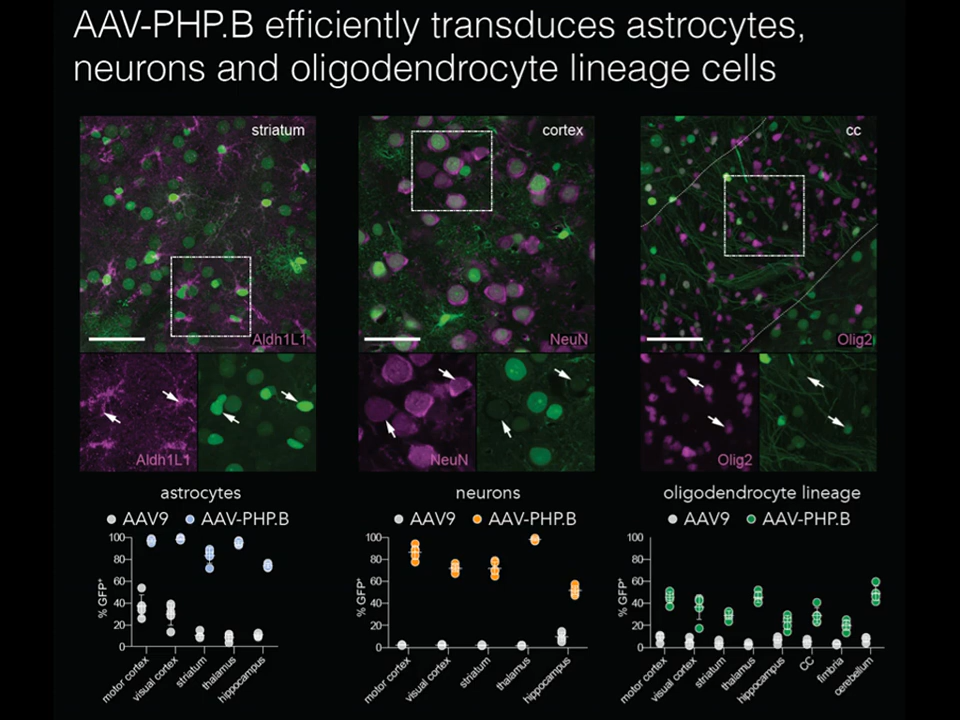 AAV-PHP.B efficiently transduces astrocytes,
neurons and oligodendrocyte lineage cells
striatum
Aldh1L1
cortex
NeuN
cc
Olig2
Aldh1L1
NeuN
Olig2
astrocytes
AAV9 AAV-PHP.B
% GFP+
100
80
60
40
20
0
motor cortex
visual cortex
striatum
thalamus
hippocampus
neurons
AAV9 AAV-PHP.B
% GFP+
100
80
60
40
20
0
motor cortex
visual cortex
striatum
thalamus
hippocampus
oligodendrocyte lineage
AAV9 AAV-PHP.B
% GFP+
100
80
60
40
20
0
motor cortex
visual cortex
striatum
thalamus
hippocampus
CC
fimbria
cerebellum